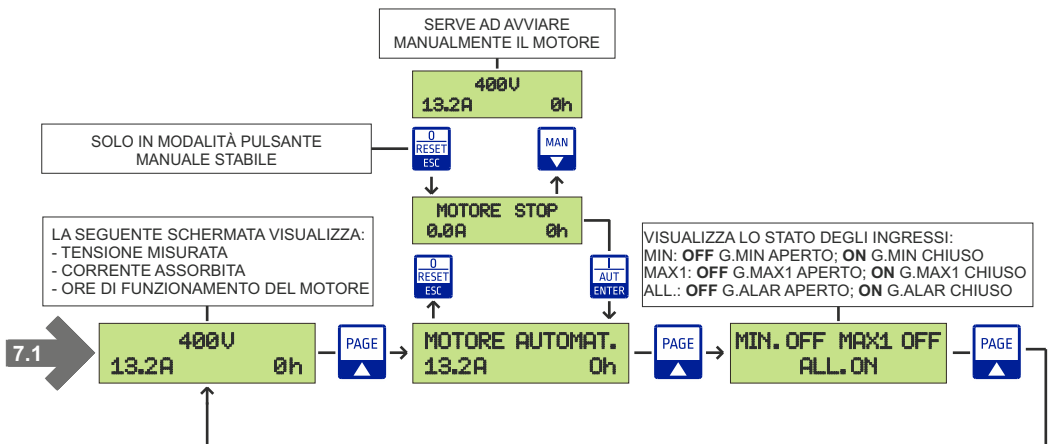 SERVE AD AVVIARE
MANUALMENTE IL MOTORE
400V
13.2A 0h
SOLO IN MODALITÀ PULSANTE
MANUALE STABILE
0
RESET
ESC
MAN
MOTORE STOP
0.0A 0h
LA SEGUENTE SCHERMATA VISUALIZZA:
- TENSIONE MISURATA
- CORRENTE ASSORBITA
- ORE DI FUNZIONAMENTO DEL MOTORE
0
RESET
ESC
I
AUT
ENTER
VISUALIZZA LO STATO DEGLI INGRESSI:
MIN: OFF G.MIN APERTO; ON G.MIN CHIUSO
MAX1: OFF G.MAX1 APERTO; ON G.MAX1 CHIUSO
ALL.: OFF G.ALAR APERTO; ON G.ALAR CHIUSO
7.1
400V
13.2A 0h
PAGE
MOTORE AUTOMAT.
13.2A 0h
PAGE
MIN.OFF MAX1 OFF
ALL.ON
PAGE